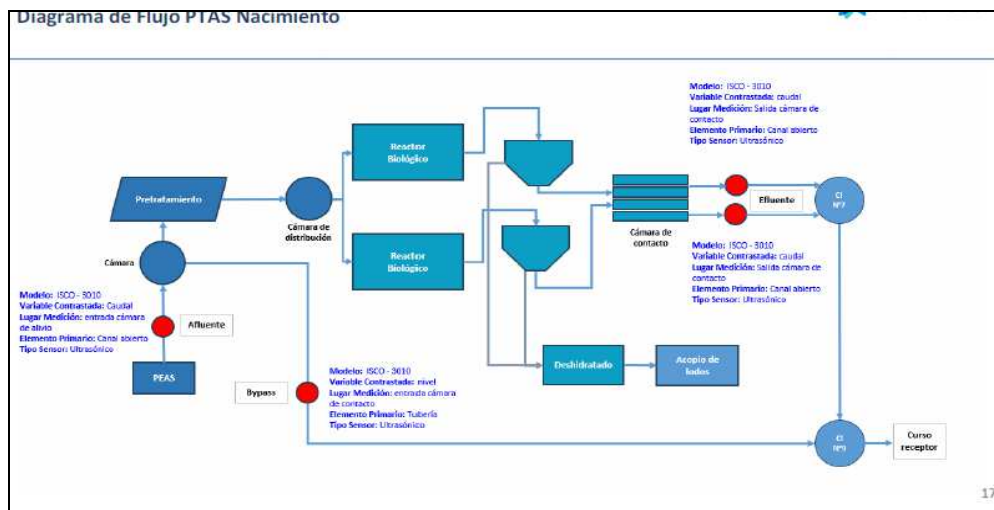 Diagrama de Flujo PTAS Nacimiento
Modelo: ISCO - 3010
Variable Contrastada: caudal
Lugar Medición: Salida cámara de
contacto
Elemento Primario: Canal abierto
Tipo Sensor: Ultrasónico
Reactor
Biológico
Pretratamiento
Cámara de
distribución
Efluente
CI
N°7
Cámara de
contacto
Reactor
Biológico
Cámara
Modelo: ISCO - 3010
Variable Contrastada: caudal
Lugar Medición: Salida cámara de
contacto
Elemento Primario: Canal abierto
Tipo Sensor: Ultrasónico
Modelo: ISCO - 3010
Variable Contrastada: Caudal
Lugar Medición: entrada cámara
de alivio
Elemento Primario: Canal abierto
Tipo Sensor: Ultrasónico
Afluente
PEAS
Deshidratado
Acopio de
lodos
Bypass
Modelo: ISCO - 3010
Variable Contrastada: nivel
Lugar Medición: entrada cámara
de contacto
Elemento Primario: Tubería
Tipo Sensor: Ultrasónico
CI
Curso
receptor
17